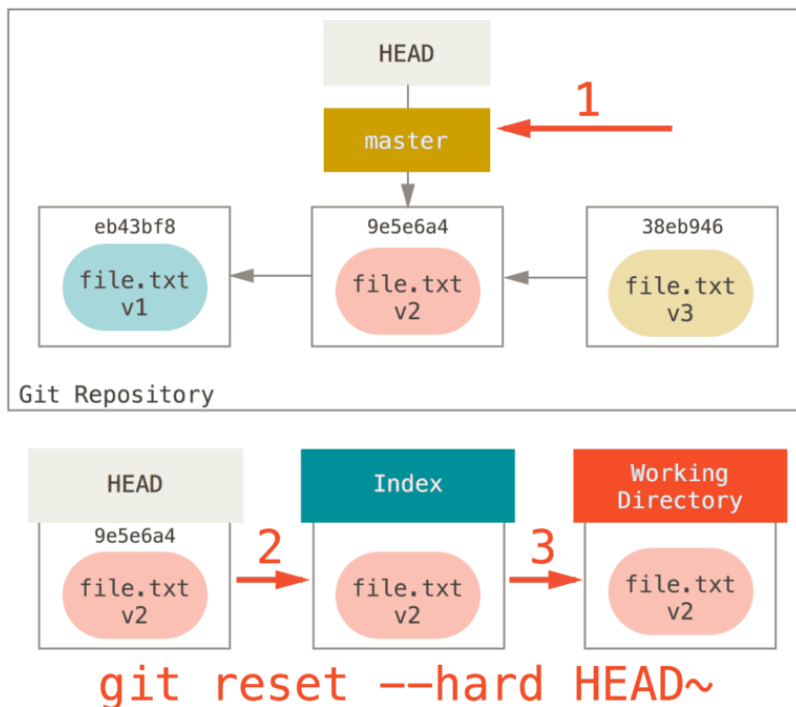 HEAD
1
master
eb43bf8
9e5e6a4
38eb946
file.txt
v1
file.txt
v2
file.txt
v3
Git Repository
HEAD
Index
Working
Directory
9e5e6a4
2
3
file.txt
v2
file.txt
v2
file.txt
v2
git reset --hard HEAD~